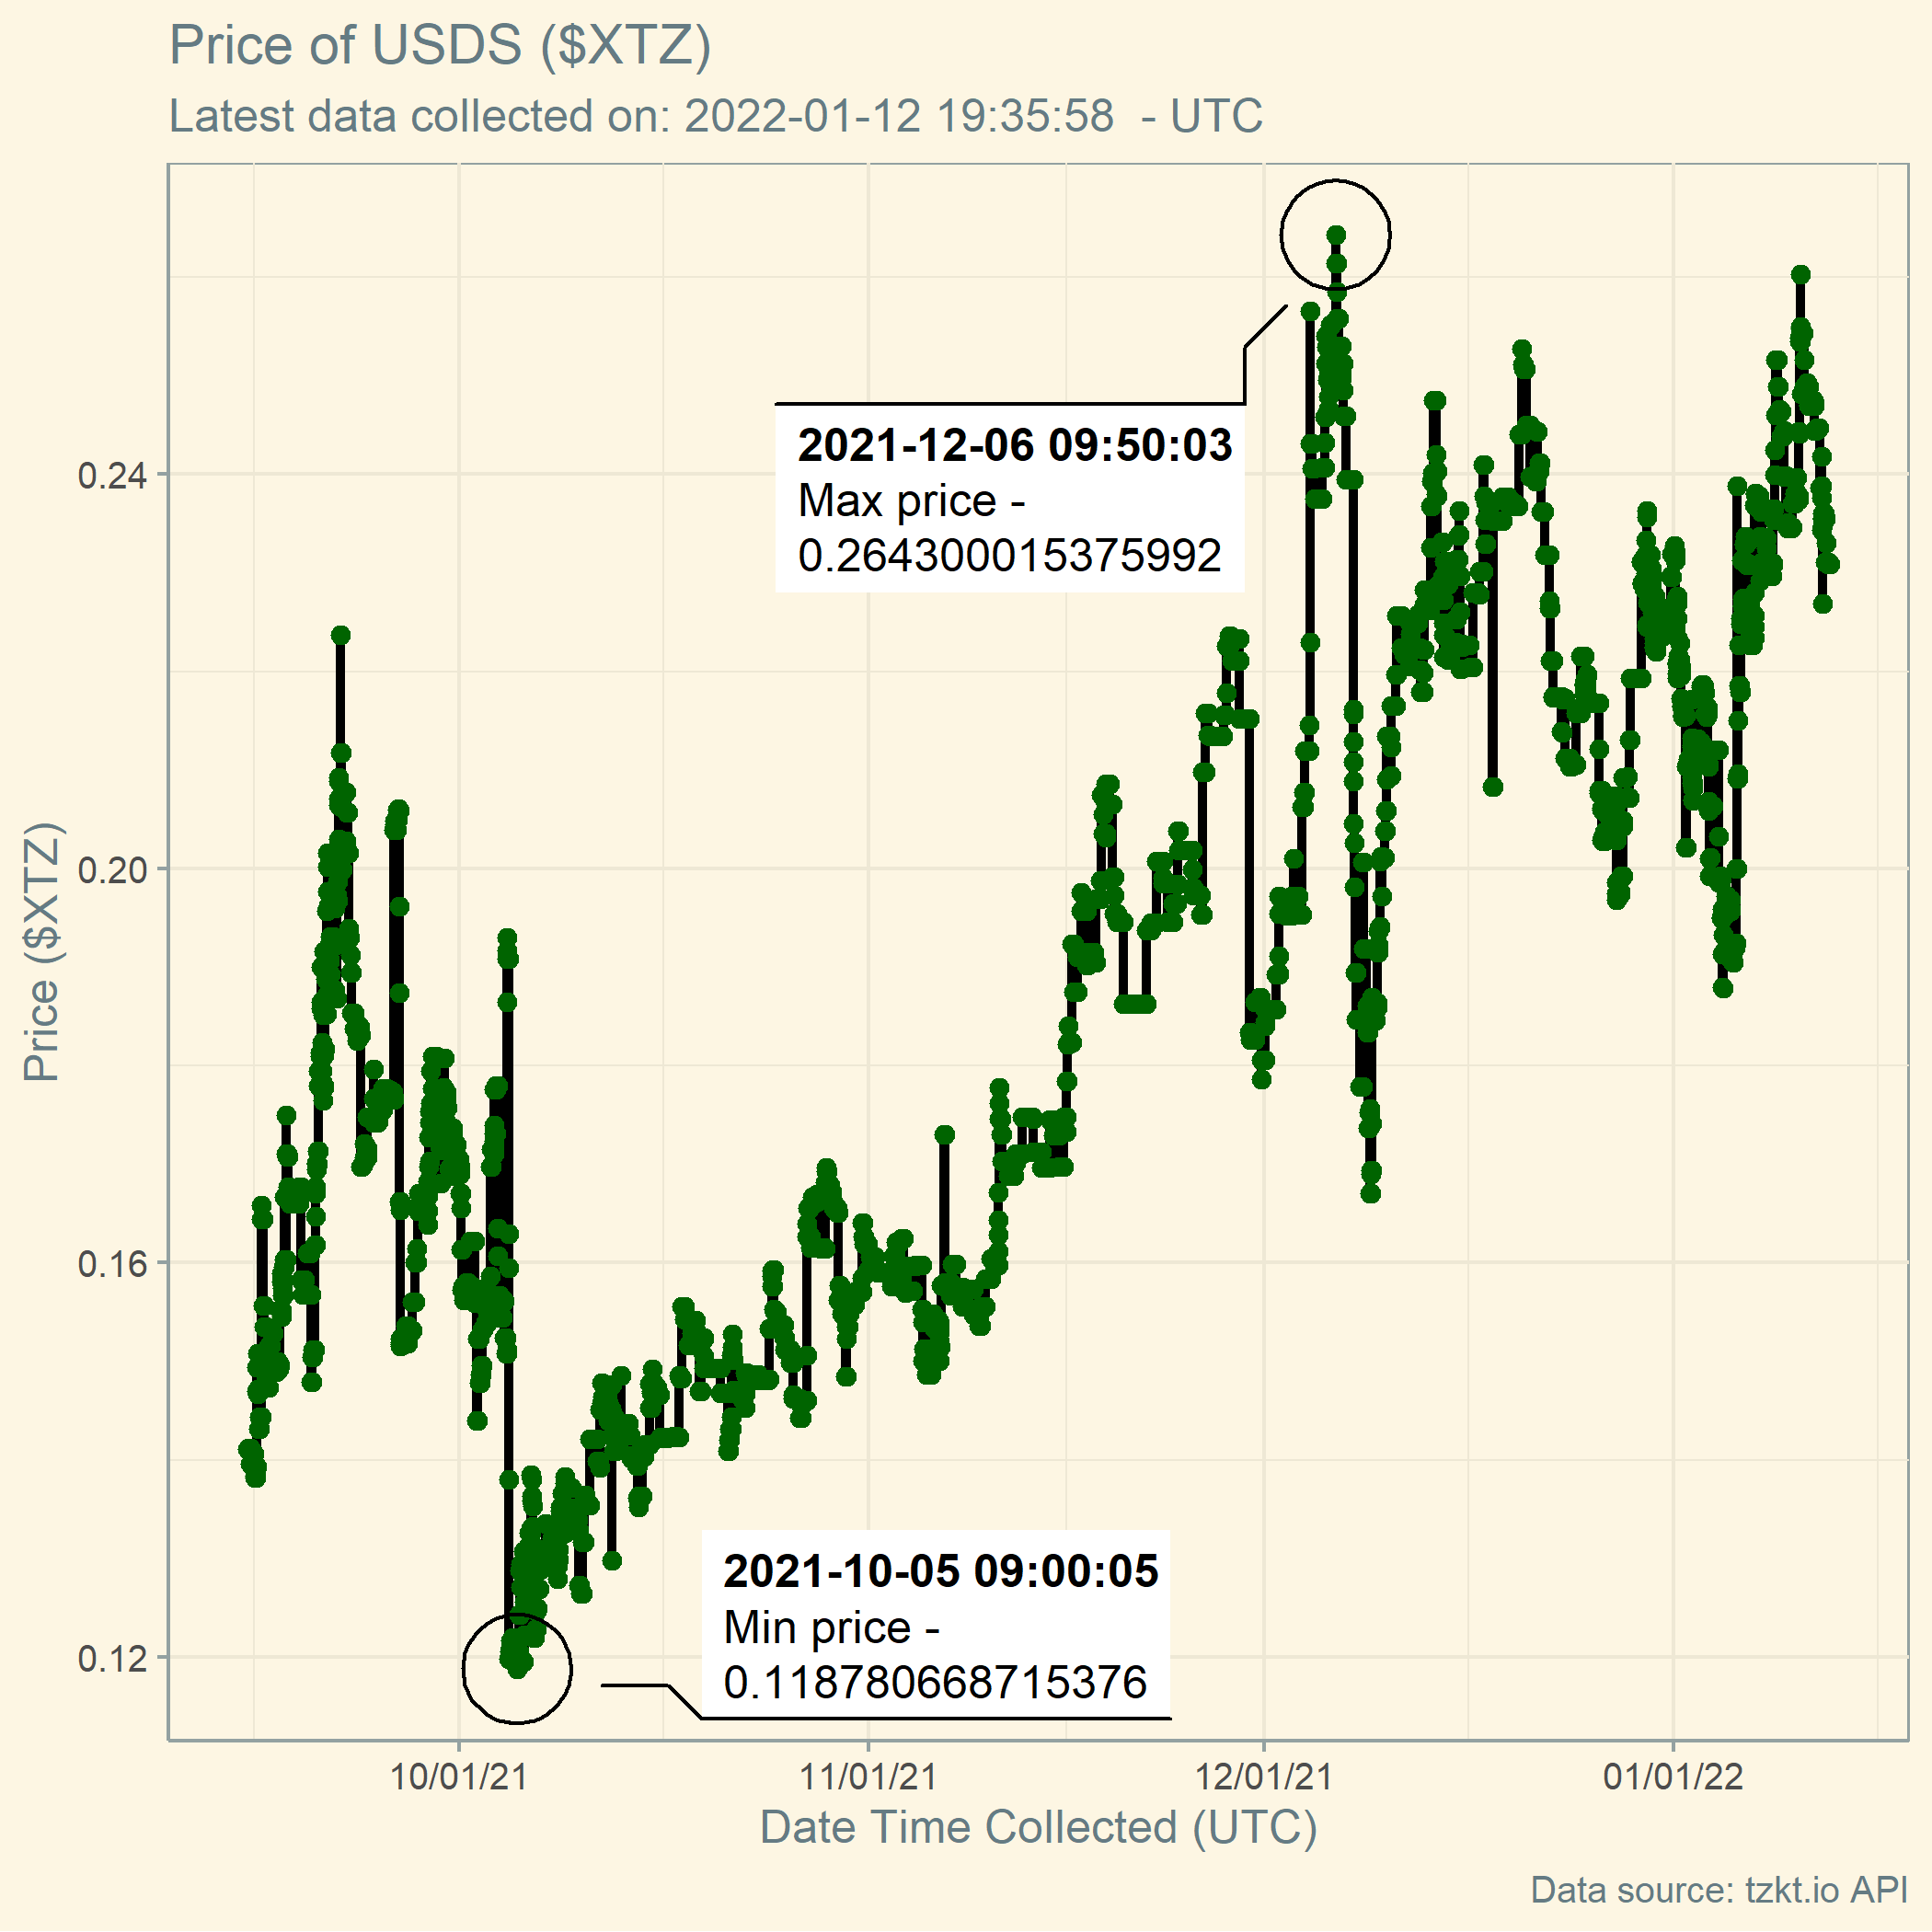 Price of USDS ($XTZ)
Latest data collected on: 2022-01-12 19:35:58  - UTC
2021-12-06 09:50:03
Max price -
0.264300015375992
0.24
0.20
0.16
0.12
Price ($XTZ)
2021-10-05 09:00:05
Min price -
0.118780668715376
10/01/21
11/01/21
12/01/21
01/01/22
Date Time Collected (UTC)
Data source: tzkt.io API